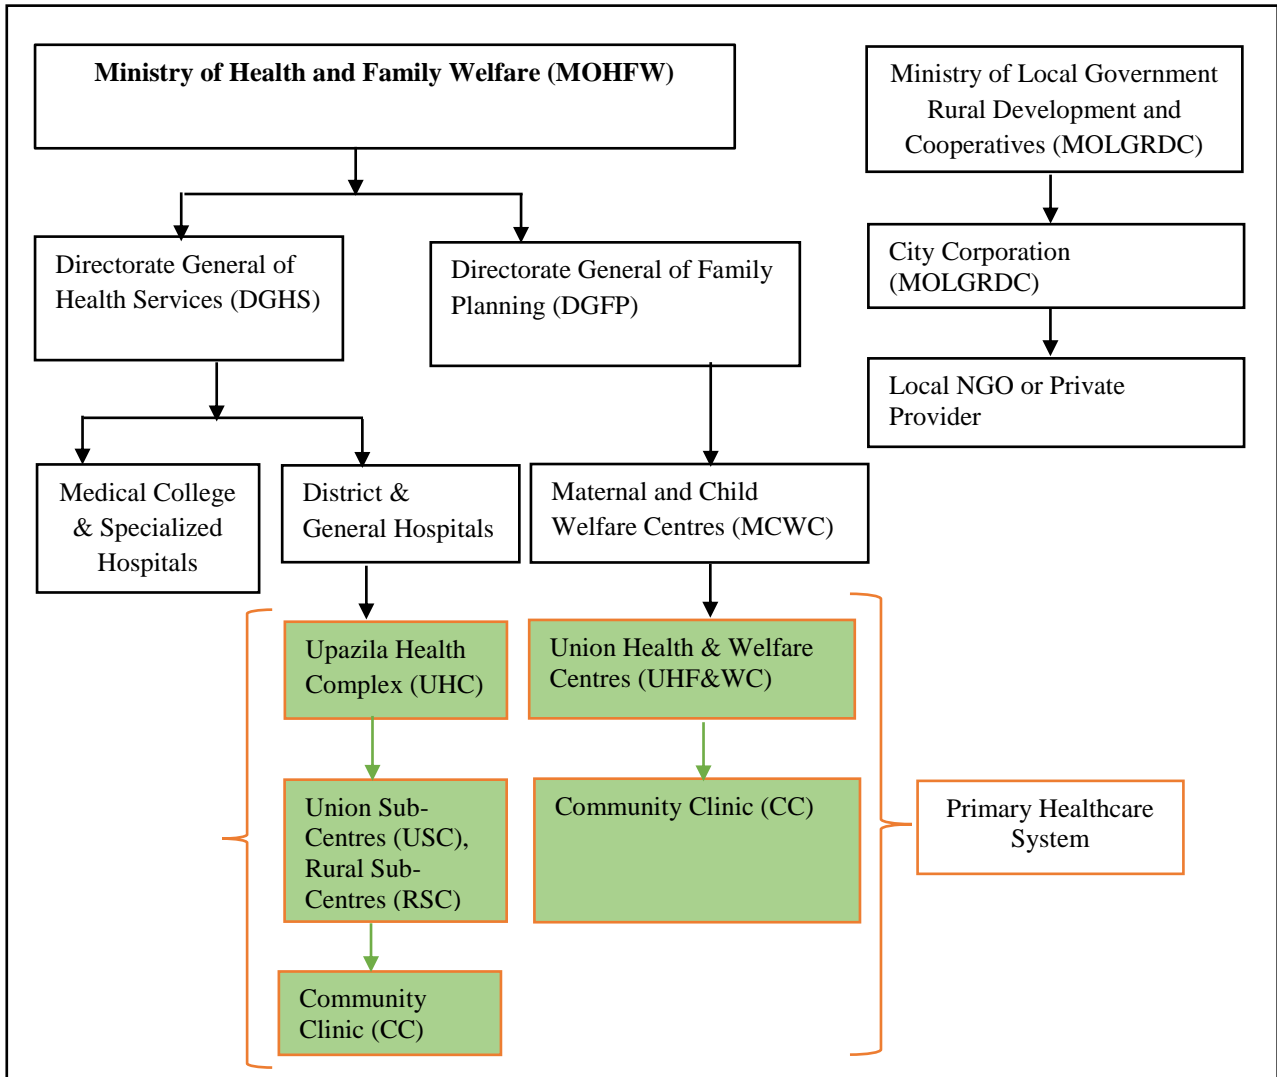 Ministry of Health and Family Welfare (MOHFW)
Ministry of Local Government
Rural Development and
Cooperatives (MOLGRDC)
Directorate General of
Health Services (DGHS)
Directorate General of Family
Planning (DGFP)
City Corporation
(MOLGRDC)
Local NGO or Private
Provider
Medical College
& Specialized
Hospitals
District &
General Hospitals
Maternal and Child
Welfare Centres (MCWC)
Upazila Health
Complex (UHC)
Union Health & Welfare
Centres (UHF&WC)
Union Sub-
Centres (USC),
Rural Sub-
Centres (RSC)
Community Clinic (CC)
Primary Healthcare
System
Community
Clinic (CC)